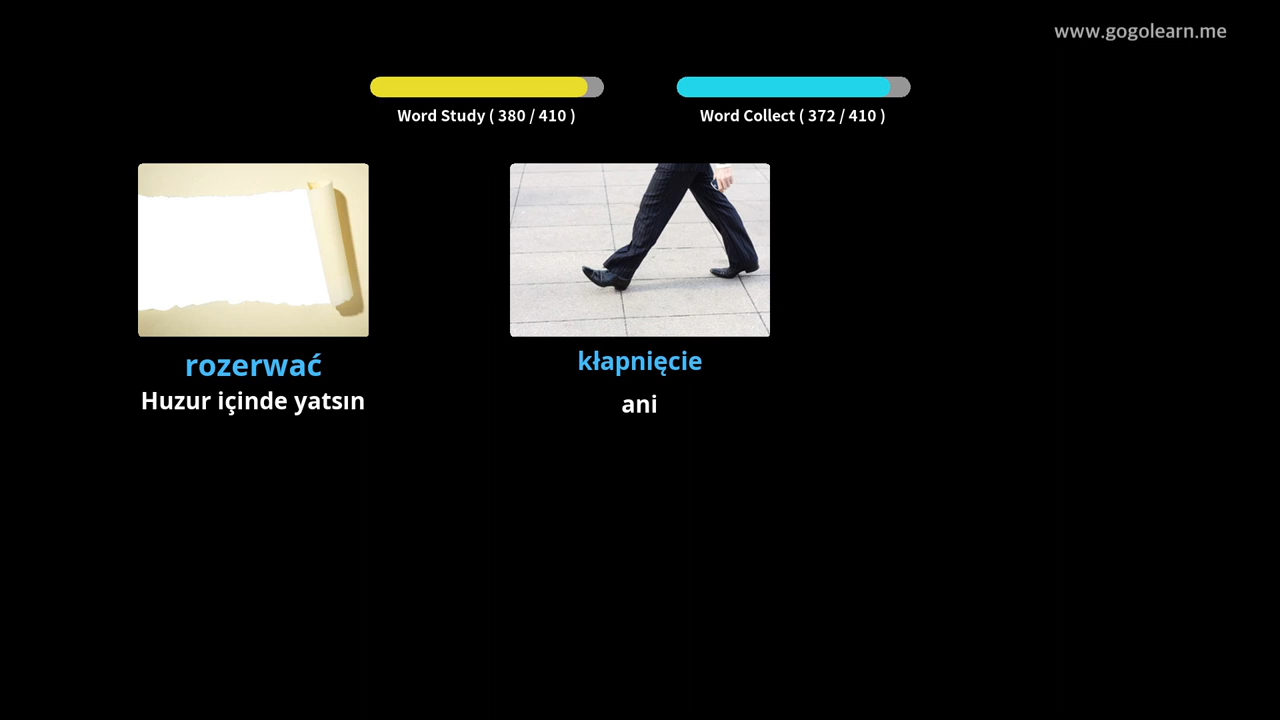 www.gogolearn.me
Word Study ( 380 / 410 )
Word Collect ( 372 / 410 )
rozerwać
Huzur içinde yatsın
kłapnięcie
ani